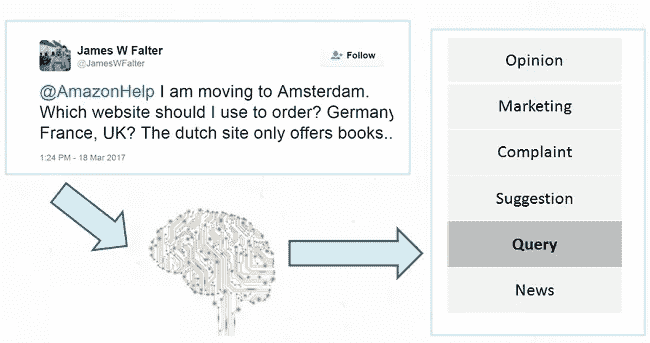 James W Falter
@JamesWFalter
Follow
@AmazonHelp I am moving to Amsterdam.
Which website should I use to order? Germany
France, UK? The dutch site only offers books..
1:24 PM - 18 Mar 2017
Opinion
Marketing
Complaint
Suggestion
Query
News